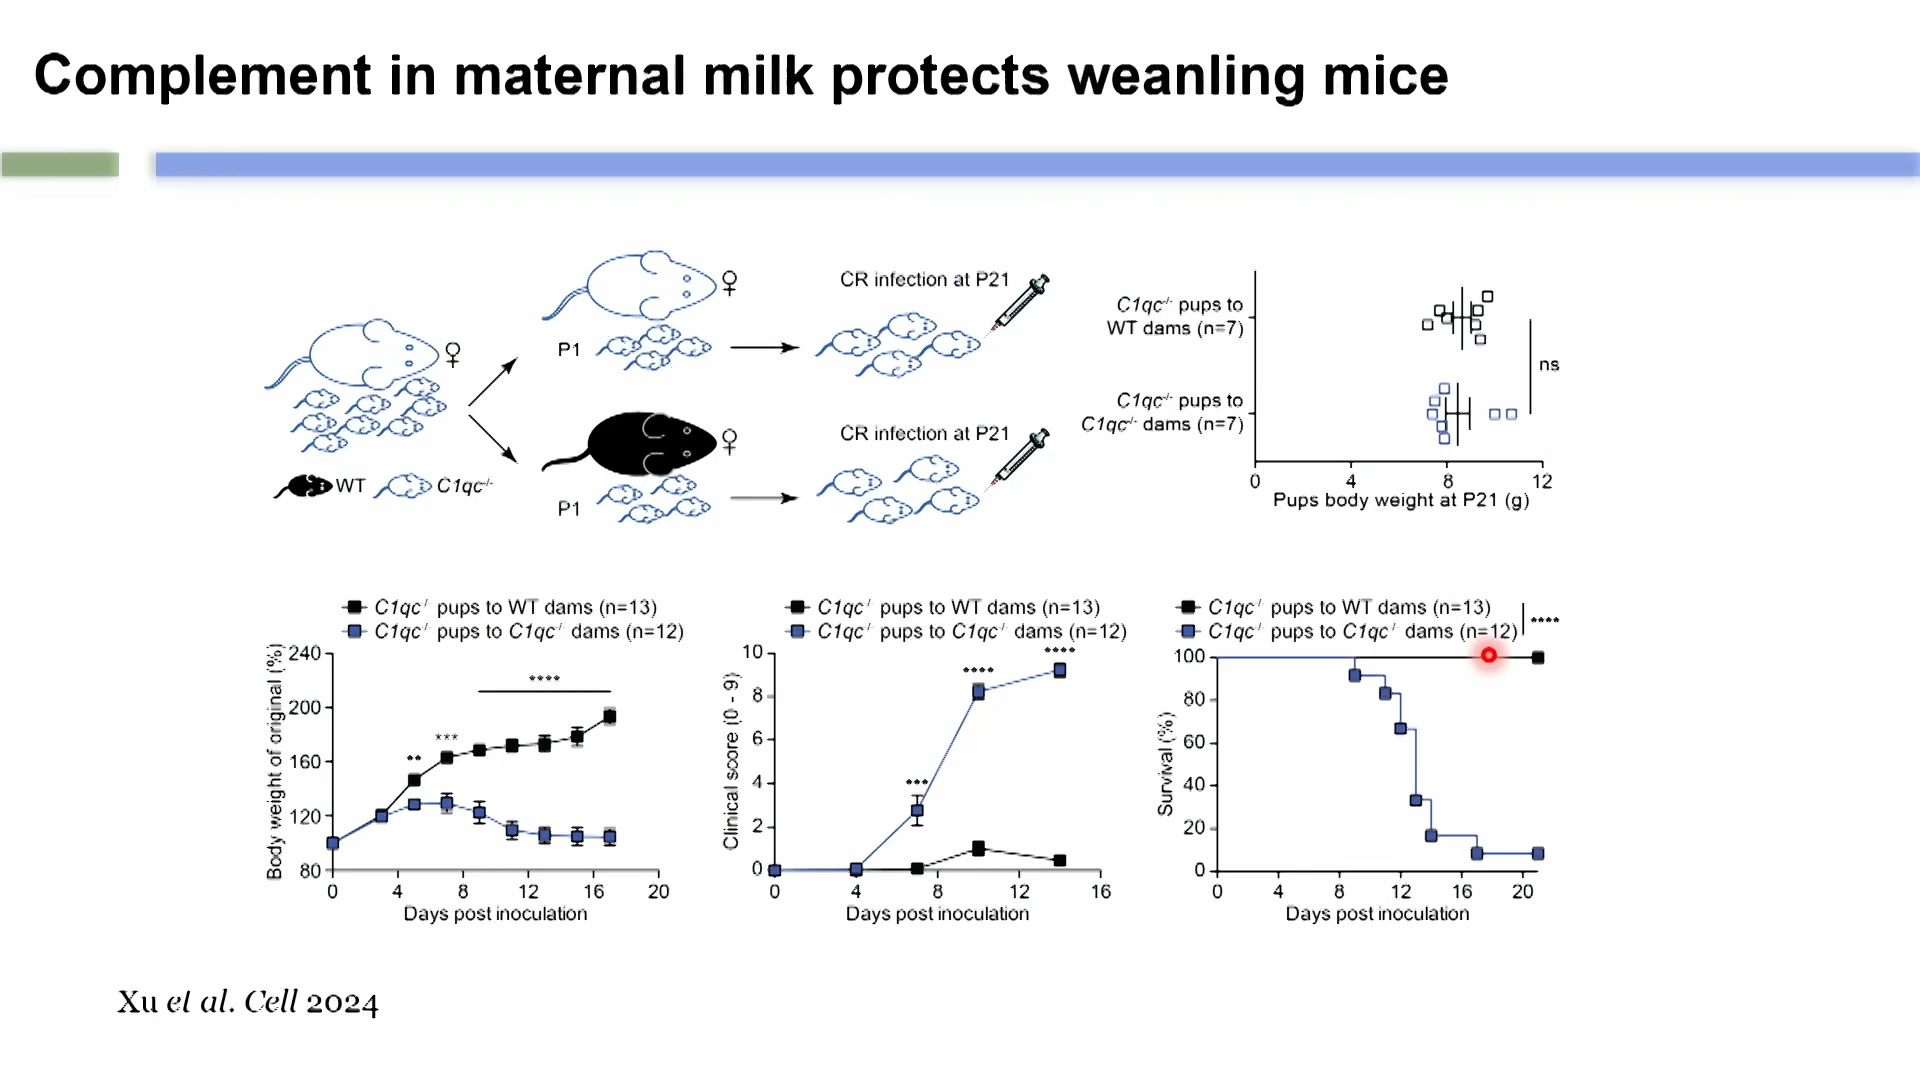 Complement in maternal milk protects weanling mice
CR infection at P21
P1
CR infection at P21
P1
WT C1qc-/-
C1qc-/- pups to
WT dams (n=7)
C1qc-/- pups to
C1qc-/- dams (n=7)
ns
0 4 8 12
Pups body weight at P21 (g)
C1qc-/- pups to WT dams (n=13)
C1qc-/- pups to C1qc-/- dams (n=12)
Body weight of original (%)
240
200
160
120
80
**
***
****
0 4 8 12 16 20
Days post inoculation
C1qc-/- pups to WT dams (n=13)
C1qc-/- pups to C1qc-/- dams (n=12)
Clinical score (0 - 9)
10
8
6
4
2
0
***
****
****
0 4 8 12 16
Days post inoculation
C1qc-/- pups to WT dams (n=13)
C1qc-/- pups to C1qc-/- dams (n=12)
****
Survival (%)
100
80
60
40
20
0
0 4 8 12 16 20
Days post inoculation
Xu et al. Cell 2024